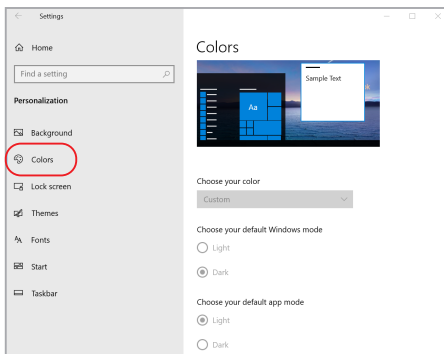 Settings
Home
Find a setting
Personalization
Background
Colors
Lock screen
Themes
Fonts
Start
Taskbar
Colors
Sample Text
Aa
Choose your color
Custom
Choose your default Windows mode
Light
Dark
Choose your default app mode
Light
Dark